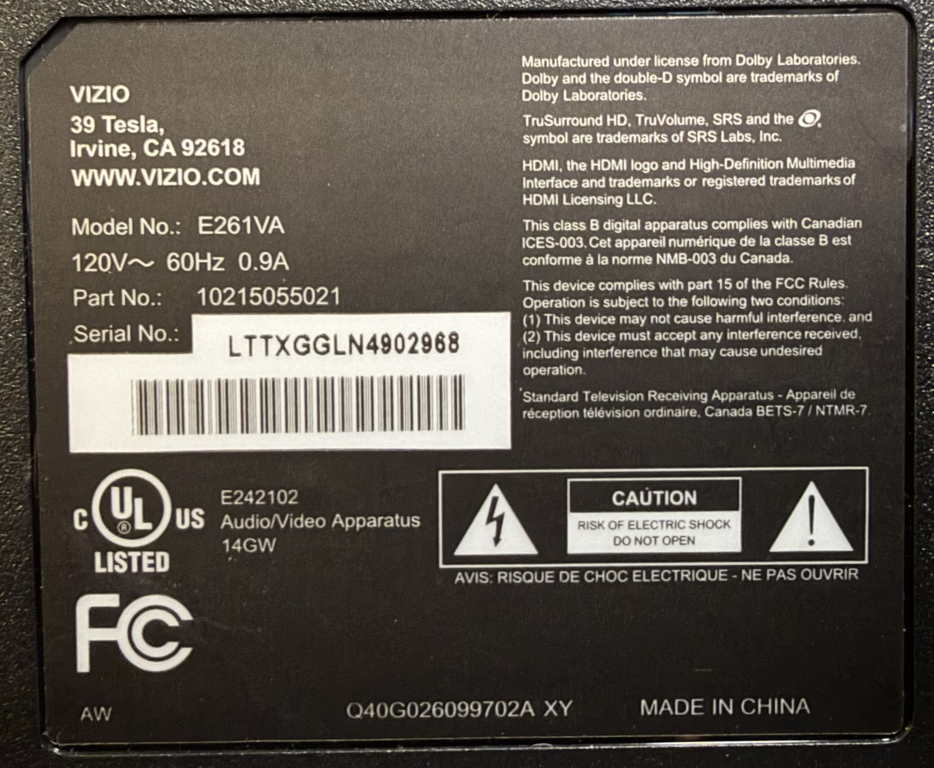 VIZIO
39 Tesla,
Irvine, CA 92618
WWW.VIZIO.COM
Model No.: E261VA
120V～ 60Hz 0.9A
Part No.: 10215055021
Serial No.:
LTTXGGLN4902968
Manufactured under license from Dolby Laboratories.
Dolby and the double-D symbol are trademarks of
Dolby Laboratories.
TruSurround HD, TruVolume, SRS and the
symbol are trademarks of SRS Labs, Inc.
HDMI, the HDMI logo and High-Definition Multimedia
Interface and trademarks or registered trademarks of
HDMI Licensing LLC.
This class B digital apparatus complies with Canadian
ICES-003. Cet appareil numérique de la classe B est
conforme à la norme NMB-003 du Canada.
This device complies with part 15 of the FCC Rules.
Operation is subject to the following two conditions:
(1) This device may not cause harmful interference. and
(2) This device must accept any interference received,
including interference that may cause undesired
operation.
Standard Television Receiving Apparatus - Appareil de
réception télévision ordinaire, Canada BETS-7 / NTMR-7.
C UL ® US
LISTED
E242102
Audio/Video Apparatus
14GW
CAUTION
RISK OF ELECTRIC SHOCK
DO NOT OPEN
AVIS: RISQUE DE CHOC ELECTRIQUE - NE PAS OUVRIR
FC
AW
Q40G026099702A XY
MADE IN CHINA